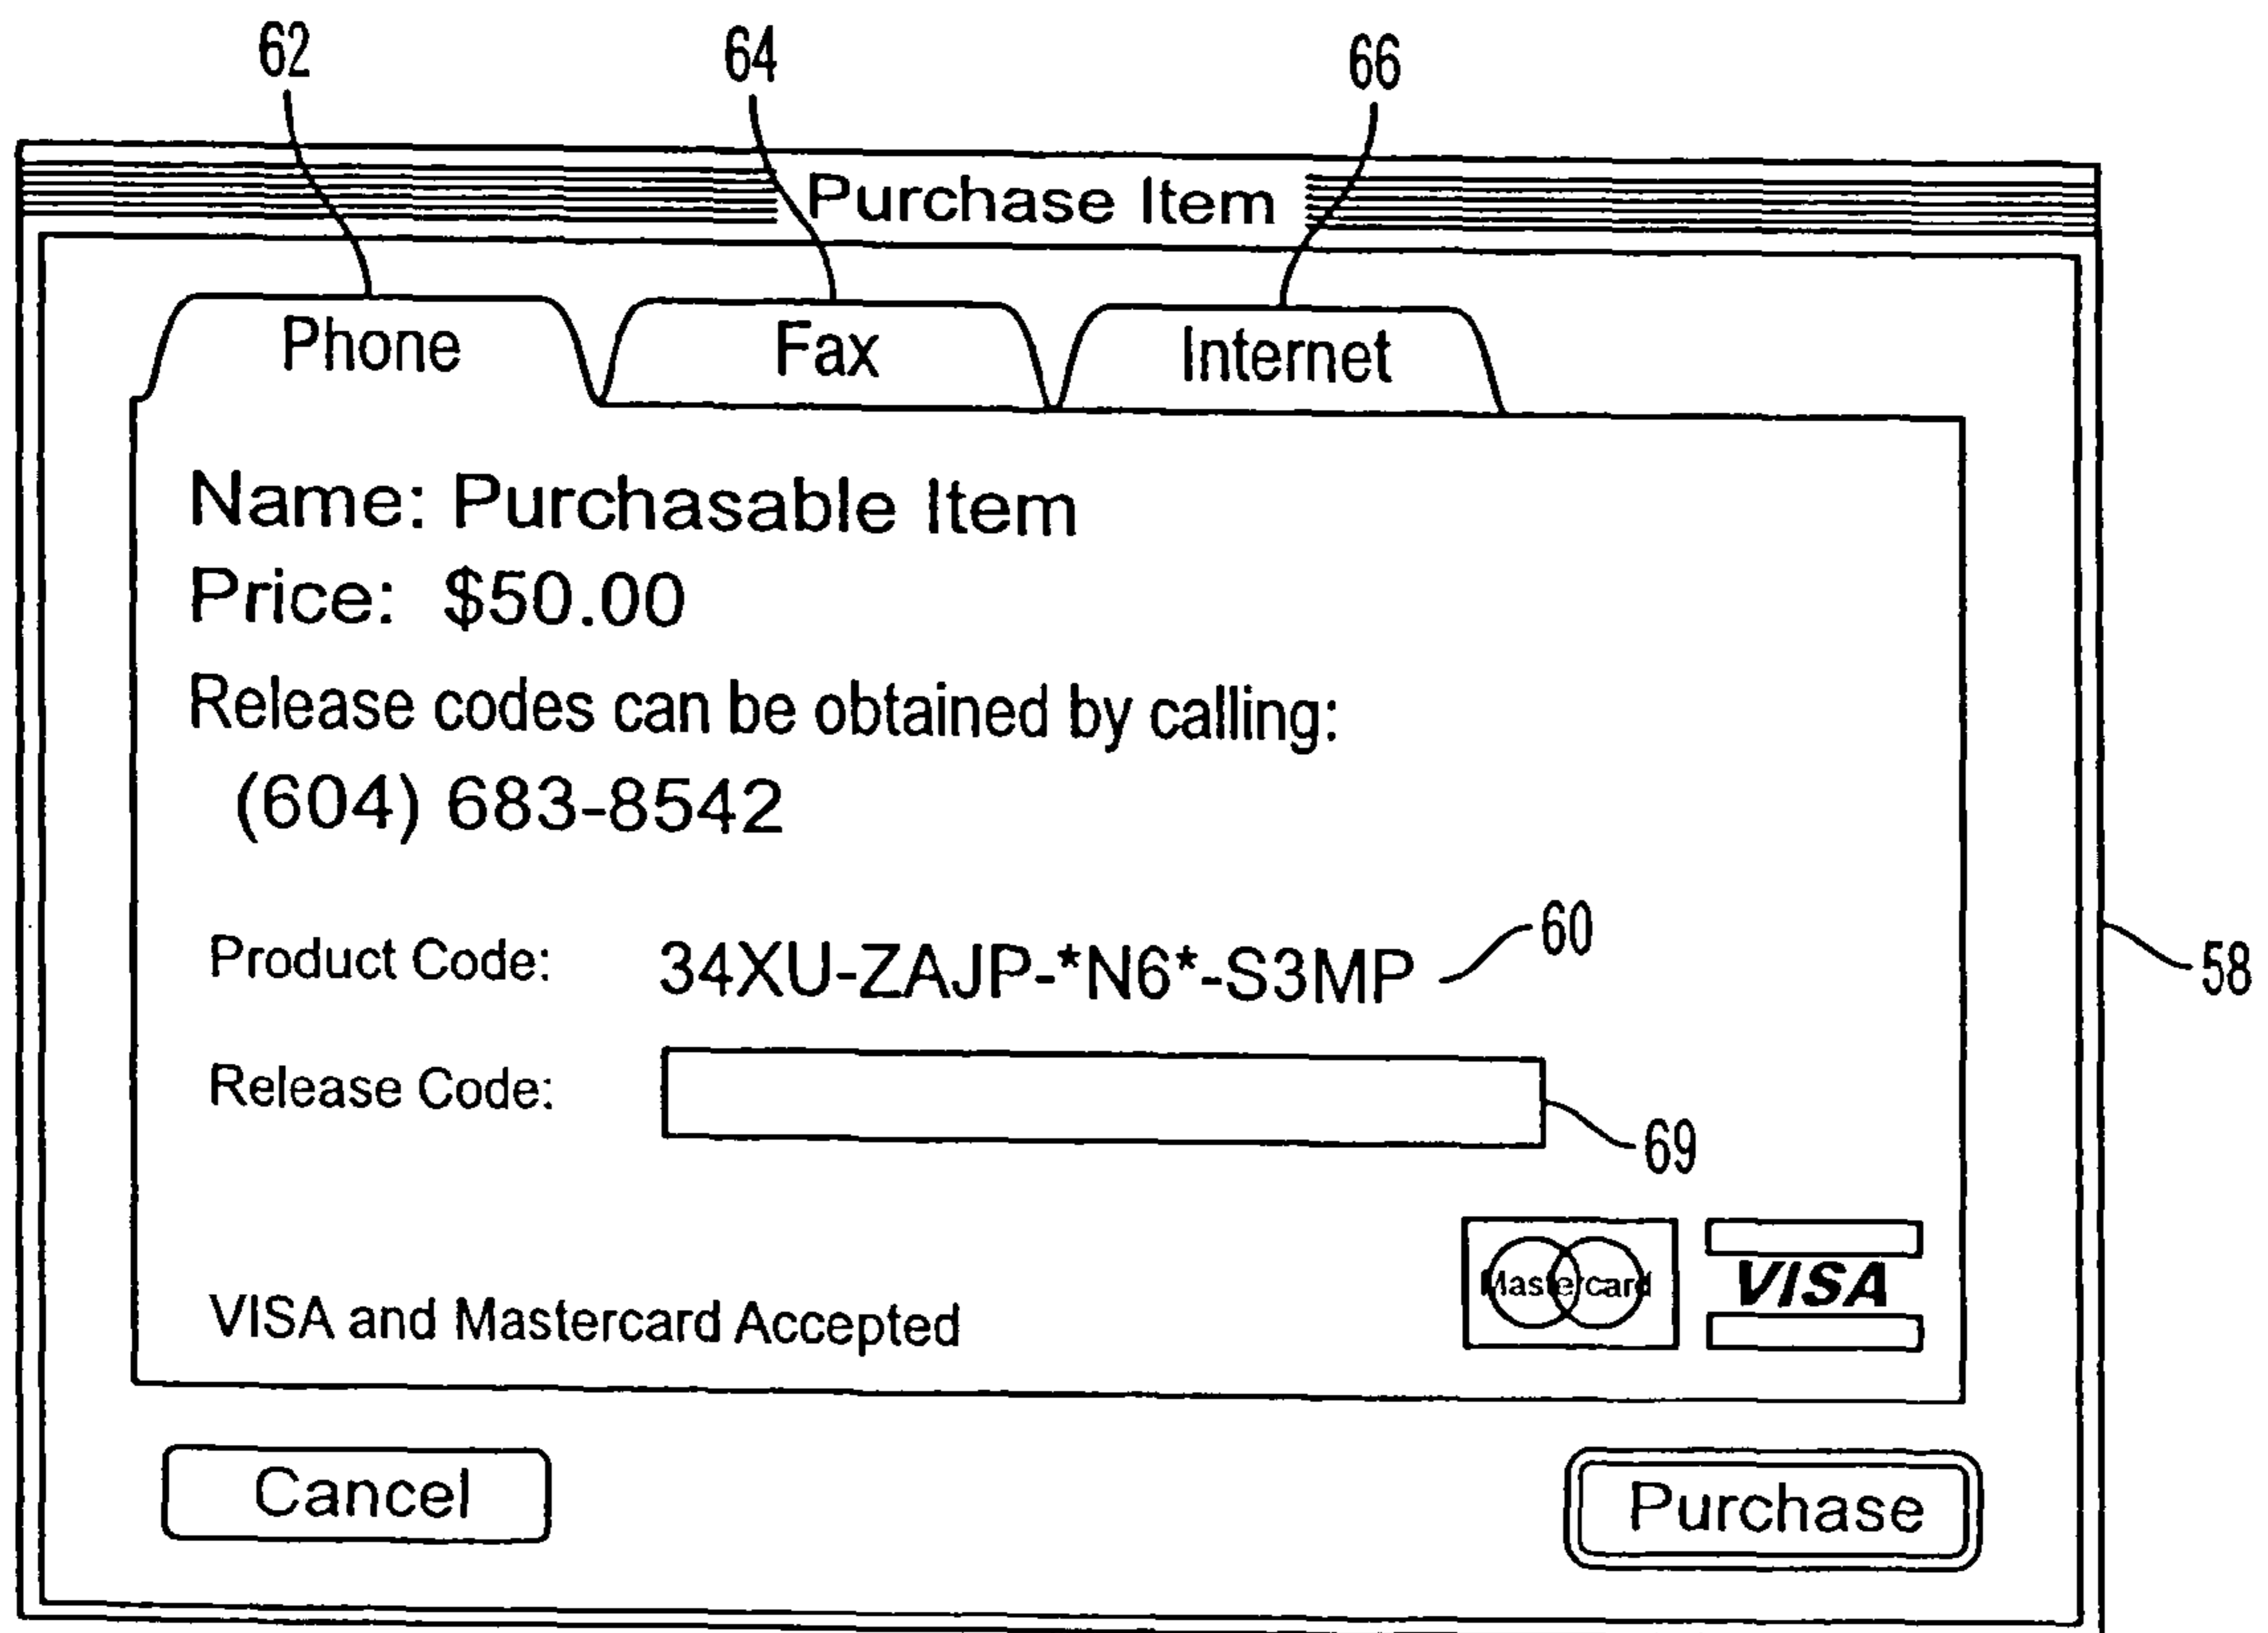 62 64 66
Purchase Item
Phone Fax Internet
Name: Purchasable Item
Price: $50.00
Release codes can be obtained by calling:
(604) 683-8542
Product Code: 34XU-ZAJP-*N6*-S3MP 60
58
Release Code:
69
Mastercard VISA
VISA and Mastercard Accepted
Cancel Purchase